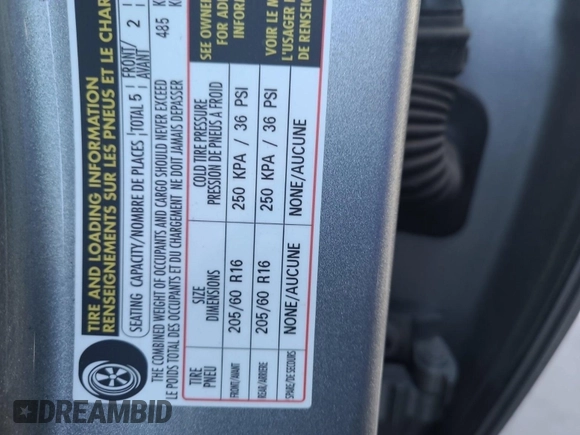 TIRE AND LOADING INFORMATION
RENSEIGNEMENTS SUR LES PNEUS ET LE CHAR
SEATING CAPACITY/NOMBRE DE PLACES TOTAL 5 FRONT/AVANT 2
THE COMBINED WEIGHT OF OCCUPANTS AND CARGO SHOULD NEVER EXCEED 485 K
LE POIDS TOTAL DES OCCUPANTS ET DU CHARGEMENT NE DOIT JAMAIS DEPASSER
TIRE PNEU SIZE DIMENSIONS COLD TIRE PRESSURE PRESSION DE PNEUS A FROID
FRONT/AVANT 205/60 R16 250 KPA / 36 PSI
REAR/ARRIERE 205/60 R16 250 KPA / 36 PSI
SPARE/DE SECOURS NONE/AUCUNE NONE/AUCUNE
SEE OWNER
FOR ADD
INFORM
VOIR LE M
L'USAGER
DE RENSEI
DREAMBID